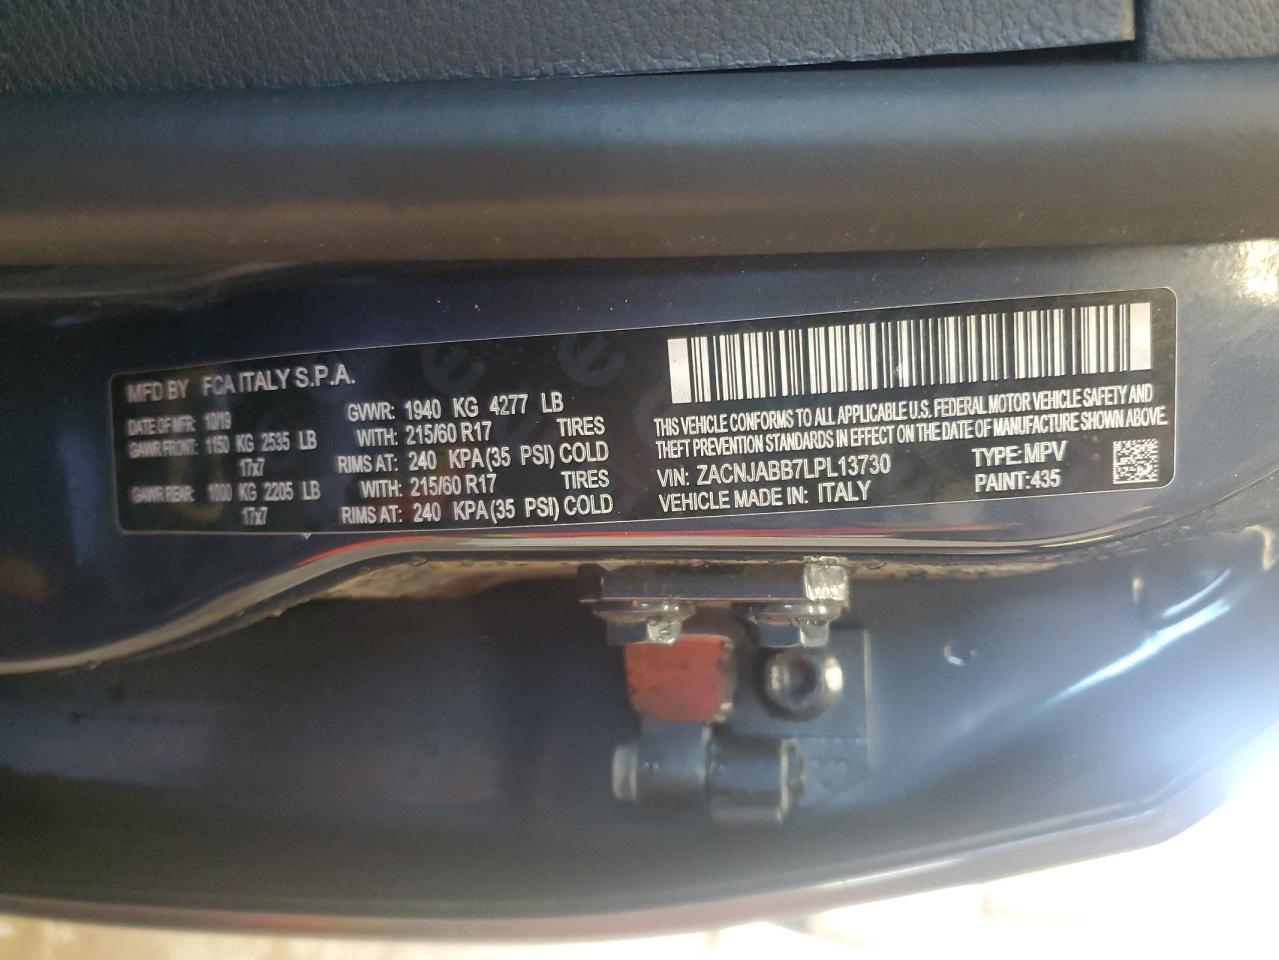 MFD BY FCA ITALY S.P.A.
DATE OF MFR: 10/19 GVWR: 1940 KG 4277 LB
GAWR FRONT: 1150 KG 2535 LB WITH: 215/60 R17 TIRES
17x7 RIMS AT: 240 KPA (35 PSI) COLD
GAWR REAR: 1000 KG 2205 LB WITH: 215/60 R17 TIRES
17x7 RIMS AT: 240 KPA (35 PSI) COLD
THIS VEHICLE CONFORMS TO ALL APPLICABLE U.S. FEDERAL MOTOR VEHICLE SAFETY AND
THEFT PREVENTION STANDARDS IN EFFECT ON THE DATE OF MANUFACTURE SHOWN ABOVE.
VIN: ZACNJABB7LPL13730 TYPE: MPV
VEHICLE MADE IN: ITALY PAINT: 435